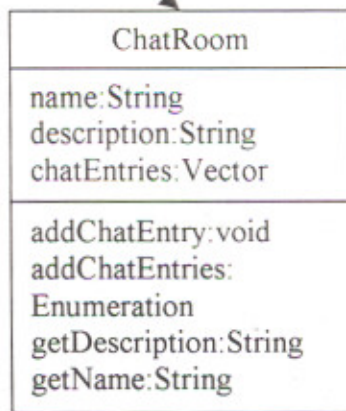 ChatRoom
name:String
description:String
chatEntries:Vector
addChatEntry:void
addChatEntries:
Enumeration
getDescription:String
getName:String